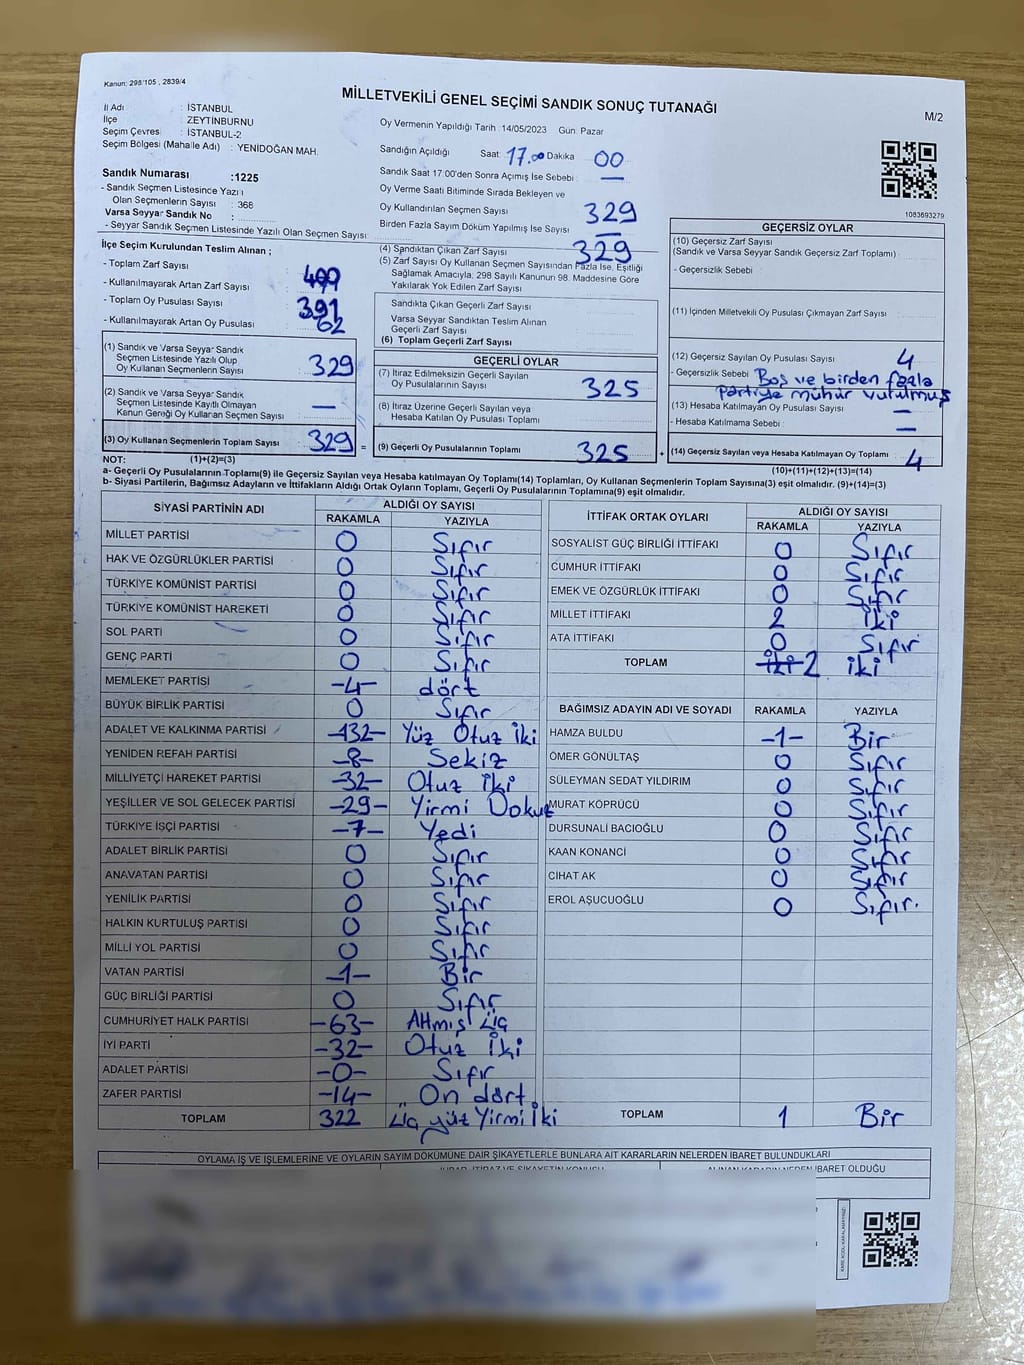 Kanun: 298/105 , 2839/4
MİLLETVEKİLİ GENEL SEÇİMİ SANDIK SONUÇ TUTANAĞI
M/2
İl Adı : İSTANBUL
İlçe : ZEYTİNBURNU
Seçim Çevresi : İSTANBUL-2
Seçim Bölgesi (Mahalle Adı) : YENİDOĞAN MAH.
Sandık Numarası :1225
- Sandık Seçmen Listesinde Yazılı
Olan Seçmenlerin Sayısı : 368
Varsa Seyyar Sandık No :
- Seyyar Sandık Seçmen Listesinde Yazılı Olan Seçmen Sayısı:
Oy Vermenin Yapıldığı Tarih :14/05/2023 Gün: Pazar
Sandığın Açıldığı Saat: 17.00 Dakika 00
Sandık Saat 17:00'den Sonra Açımış İse Sebebi : —
Oy Verme Saati Bitiminde Sırada Bekleyen ve
Oy Kullandırılan Seçmen Sayısı 329
Birden Fazla Sayım Döküm Yapılmış İse Sayısı : —
1083693279
İlçe Seçim Kurulundan Teslim Alınan ;
- Toplam Zarf Sayısı :
- Kullanılmayarak Artan Zarf Sayısı :
- Toplam Oy Pusulası Sayısı : 391
- Kullanılmayarak Artan Oy Pusulası : 62
(1) Sandık ve Varsa Seyyar Sandık
Seçmen Listesinde Yazılı Olup
Oy Kullanan Seçmenlerin Sayısı : 329
(2) Sandık ve Varsa Seyyar Sandık
Seçmen Listesinde Kayıtlı Olmayan
Kanun Gereği Oy Kullanan Seçmen Sayısı : —
(3) Oy Kullanan Seçmenlerin Toplam Sayısı 329 =
(4) Sandıktan Çıkan Zarf Sayısı 329
(5) Zarf Sayısı Oy Kullanan Seçmen Sayısından Fazla İse, Eşitliği
Sağlamak Amacıyla; 298 Sayılı Kanunun 98. Maddesine Göre
Yakılarak Yok Edilen Zarf Sayısı
Sandıkta Çıkan Geçerli Zarf Sayısı
Varsa Seyyar Sandıktan Teslim Alınan
Geçerli Zarf Sayısı
(6) Toplam Geçerli Zarf Sayısı
GEÇERLİ OYLAR
(7) İtiraz Edilmeksizin Geçerli Sayılan
Oy Pusulalarının Sayısı : 325
(8) İtiraz Üzerine Geçerli Sayılan veya
Hesaba Katılan Oy Pusulası Toplamı
(9) Geçerli Oy Pusulalarının Toplamı 325 +
GEÇERSİZ OYLAR
(10) Geçersiz Zarf Sayısı
(Sandık ve Varsa Seyyar Sandık Geçersiz Zarf Toplamı)
- Geçersizlik Sebebi
(11) İçinden Milletvekili Oy Pusulası Çıkmayan Zarf Sayısı :
(12) Geçersiz Sayılan Oy Pusulası Sayısı 4
- Geçersizlik Sebebi Boş ve birden fazla
partiye mühür vurulmuş
(13) Hesaba Katılmayan Oy Pusulası Sayısı —
- Hesaba Katılmama Sebebi : —
(14) Geçersiz Sayılan veya Hesaba Katılmayan Oy Toplamı 4
NOT: (1)+(2)=(3)
(10)+(11)+(12)+(13)=(14)
a- Geçerli Oy Pusulalarının Toplamı(9) ile Geçersiz Sayılan veya Hesaba katılmayan Oy Toplamı(14) Toplamları, Oy Kullanan Seçmenlerin Toplam Sayısına(3) eşit olmalıdır. (9)+(14)=(3)
b- Siyasi Partilerin, Bağımsız Adayların ve İttifakların Aldığı Ortak Oyların Toplamı, Geçerli Oy Pusulalarının Toplamına(9) eşit olmalıdır.
SİYASİ PARTİNİN ADI
ALDIĞI OY SAYISI
RAKAMLA YAZIYLA
MİLLET PARTİSİ 0 Sıfır
HAK VE ÖZGÜRLÜKLER PARTİSİ 0 Sıfır
TÜRKİYE KOMÜNİST PARTİSİ 0 Sıfır
TÜRKİYE KOMÜNİST HAREKETİ 0 Sıfır
SOL PARTİ 0 Sıfır
GENÇ PARTİ 0 Sıfır
MEMLEKET PARTİSİ -4- dört
BÜYÜK BİRLİK PARTİSİ 0 Sıfır
ADALET VE KALKINMA PARTİSİ -132- Yüz Otuz İki
YENİDEN REFAH PARTİSİ -8- Sekiz
MİLLİYETÇİ HAREKET PARTİSİ -32- Otuz İki
YEŞİLLER VE SOL GELECEK PARTİSİ -29- Yirmi Dokuz
TÜRKİYE İŞÇİ PARTİSİ -7- Yedi
ADALET BİRLİK PARTİSİ 0 Sıfır
ANAVATAN PARTİSİ 0 Sıfır
YENİLİK PARTİSİ 0 Sıfır
HALKIN KURTULUŞ PARTİSİ 0 Sıfır
MİLLİ YOL PARTİSİ 0 Sıfır
VATAN PARTİSİ -1- Bir
GÜÇ BİRLİĞİ PARTİSİ 0 Sıfır
CUMHURİYET HALK PARTİSİ -63- Altmış Üç
İYİ PARTİ -32- Otuz İki
ADALET PARTİSİ -0- Sıfır
ZAFER PARTİSİ -14- On dört
TOPLAM 322 Üç yüz Yirmi İki
İTTİFAK ORTAK OYLARI
ALDIĞI OY SAYISI
RAKAMLA YAZIYLA
SOSYALİST GÜÇ BİRLİĞİ İTTİFAKI 0 Sıfır
CUMHUR İTTİFAKI 0 Sıfır
EMEK VE ÖZGÜRLÜK İTTİFAKI 0 Sıfır
MİLLET İTTİFAKI 2 İki
ATA İTTİFAKI 0 Sıfır
TOPLAM iki 2 iki
BAĞIMSIZ ADAYIN ADI VE SOYADI RAKAMLA YAZIYLA
HAMZA BULDU -1- Bir
ÖMER GÖNÜLTAŞ 0 Sıfır
SÜLEYMAN SEDAT YILDIRIM 0 Sıfır
MURAT KÖPRÜCÜ 0 Sıfır
DURSUNALİ BACIOĞLU 0 Sıfır
KAAN KONANCİ 0 Sıfır
CİHAT AK 0 Sıfır
EROL AŞUCUOĞLU 0 Sıfır.
TOPLAM 1 Bir
OYLAMA İŞ VE İŞLEMLERİNE VE OYLARIN SAYIM DÖKÜMÜNE DAİR ŞİKAYETLERLE BUNLARA AİT KARARLARIN NELERDEN İBARET BULUNDUKLARI